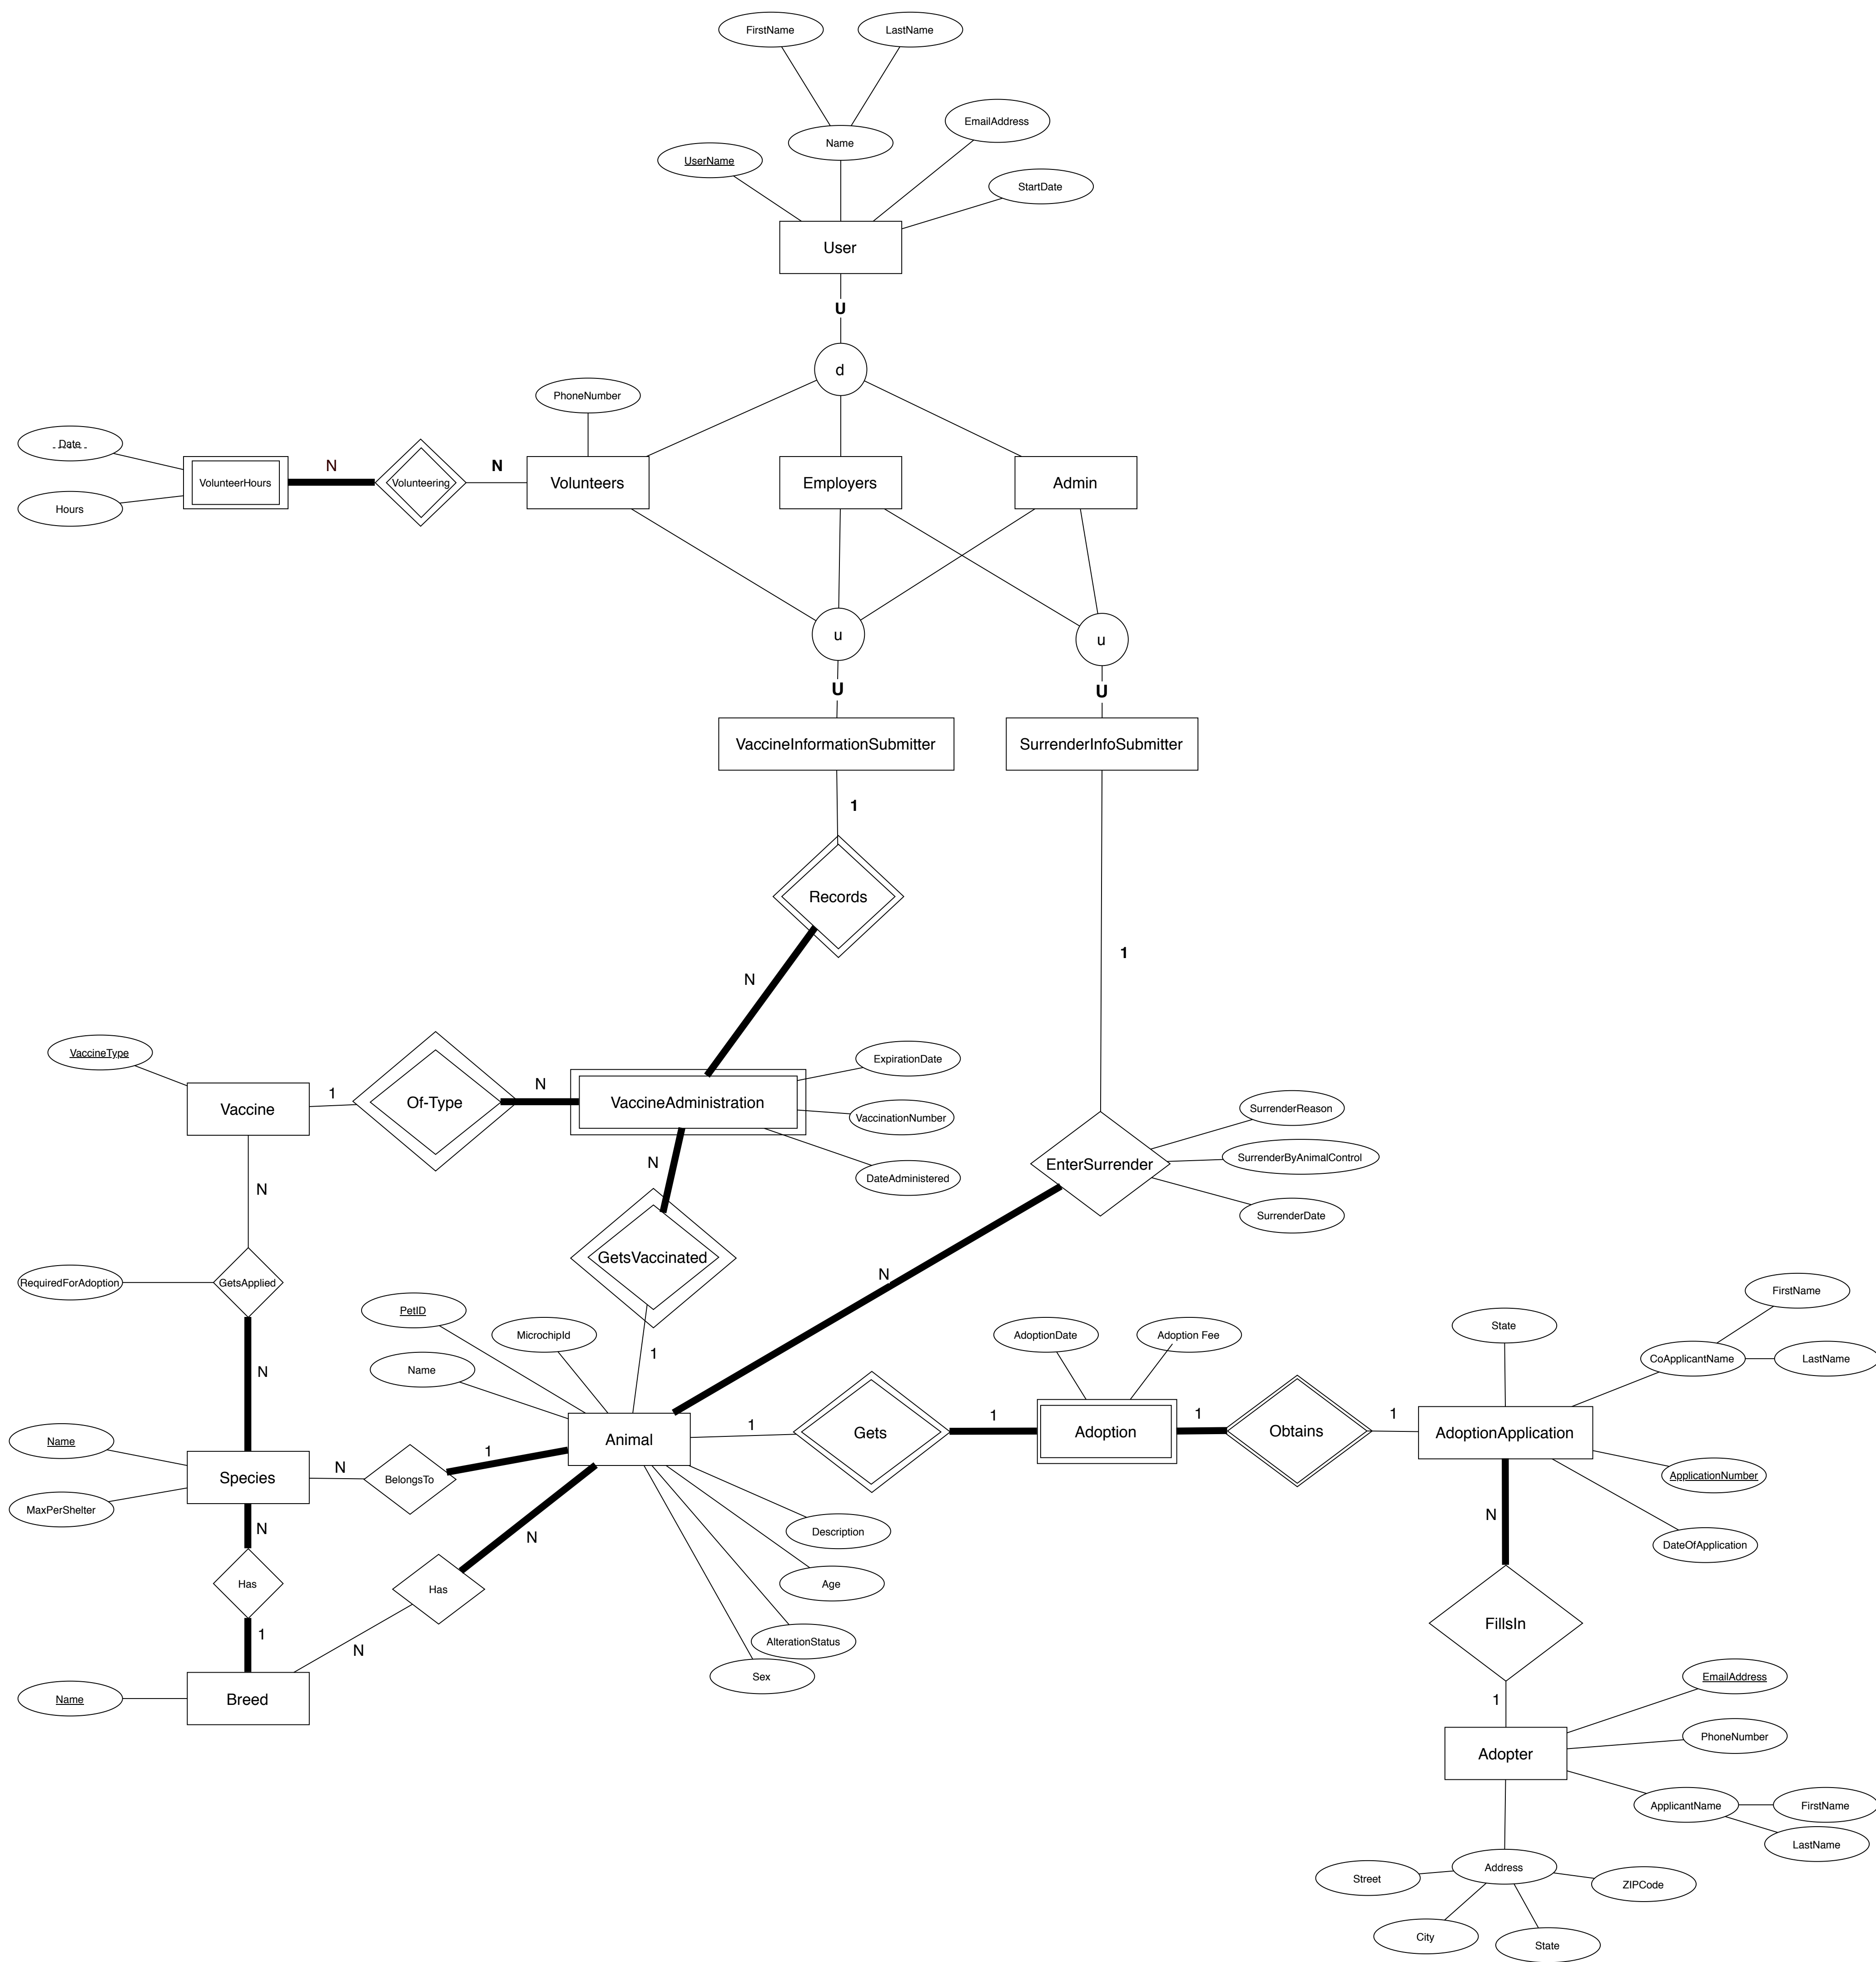 FirstName
LastName
EmailAddress
Name
UserName
StartDate
User
U
d
PhoneNumber
Date
N
N
VolunteerHours
Volunteering
Volunteers
Employers
Admin
Hours
u
u
U
U
VaccineInformationSubmitter
SurrenderInfoSubmitter
1
Records
1
N
VaccineType
ExpirationDate
N
1
Vaccine
Of-Type
VaccineAdministration
VaccinationNumber
SurrenderReason
SurrenderByAnimalControl
EnterSurrender
N
DateAdministered
N
SurrenderDate
GetsVaccinated
N
RequiredForAdoption
GetsApplied
FirstName
PetID
State
MicrochipId
AdoptionDate
Adoption Fee
1
CoApplicantName
LastName
Name
N
1
1
1
1
Name
Animal
Gets
Adoption
Obtains
AdoptionApplication
1
N
Species
BelongsTo
ApplicationNumber
MaxPerShelter
N
N
N
Description
DateOfApplication
Has
Has
Age
1
FillsIn
AlterationStatus
N
Sex
EmailAddress
Name
Breed
1
PhoneNumber
Adopter
ApplicantName
FirstName
LastName
Address
Street
ZIPCode
City
State